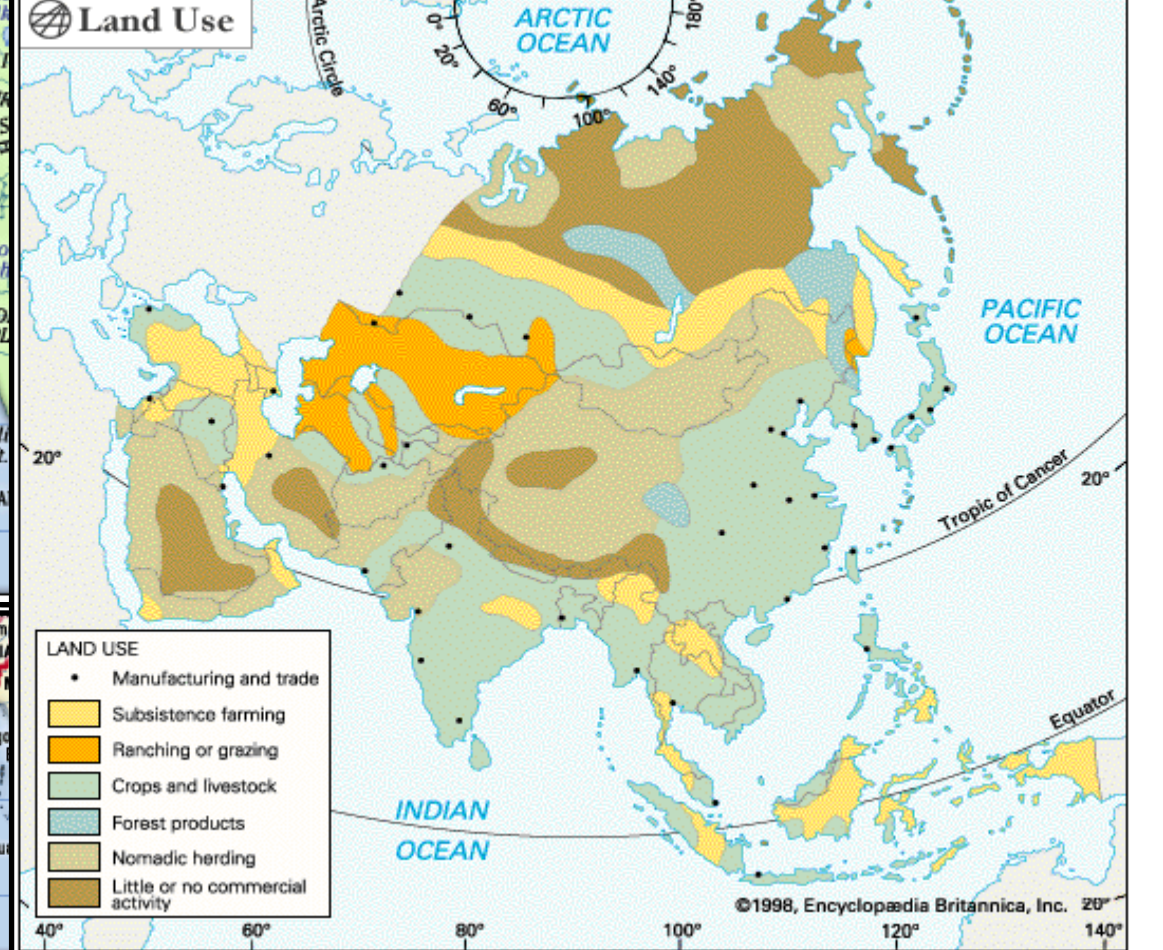 Land Use
Arctic Circle
ARCTIC
OCEAN
0°
20°
60°
100°
140°
180°
PACIFIC
OCEAN
20°
Tropic of Cancer
20°
LAND USE
Manufacturing and trade
Subsistence farming
Ranching or grazing
Crops and livestock
Forest products
Nomadic herding
Little or no commercial
activity
Equator
INDIAN
OCEAN
©1998, Encyclopædia Britannica, Inc.
20°
40°
60°
80°
100°
120°
140°